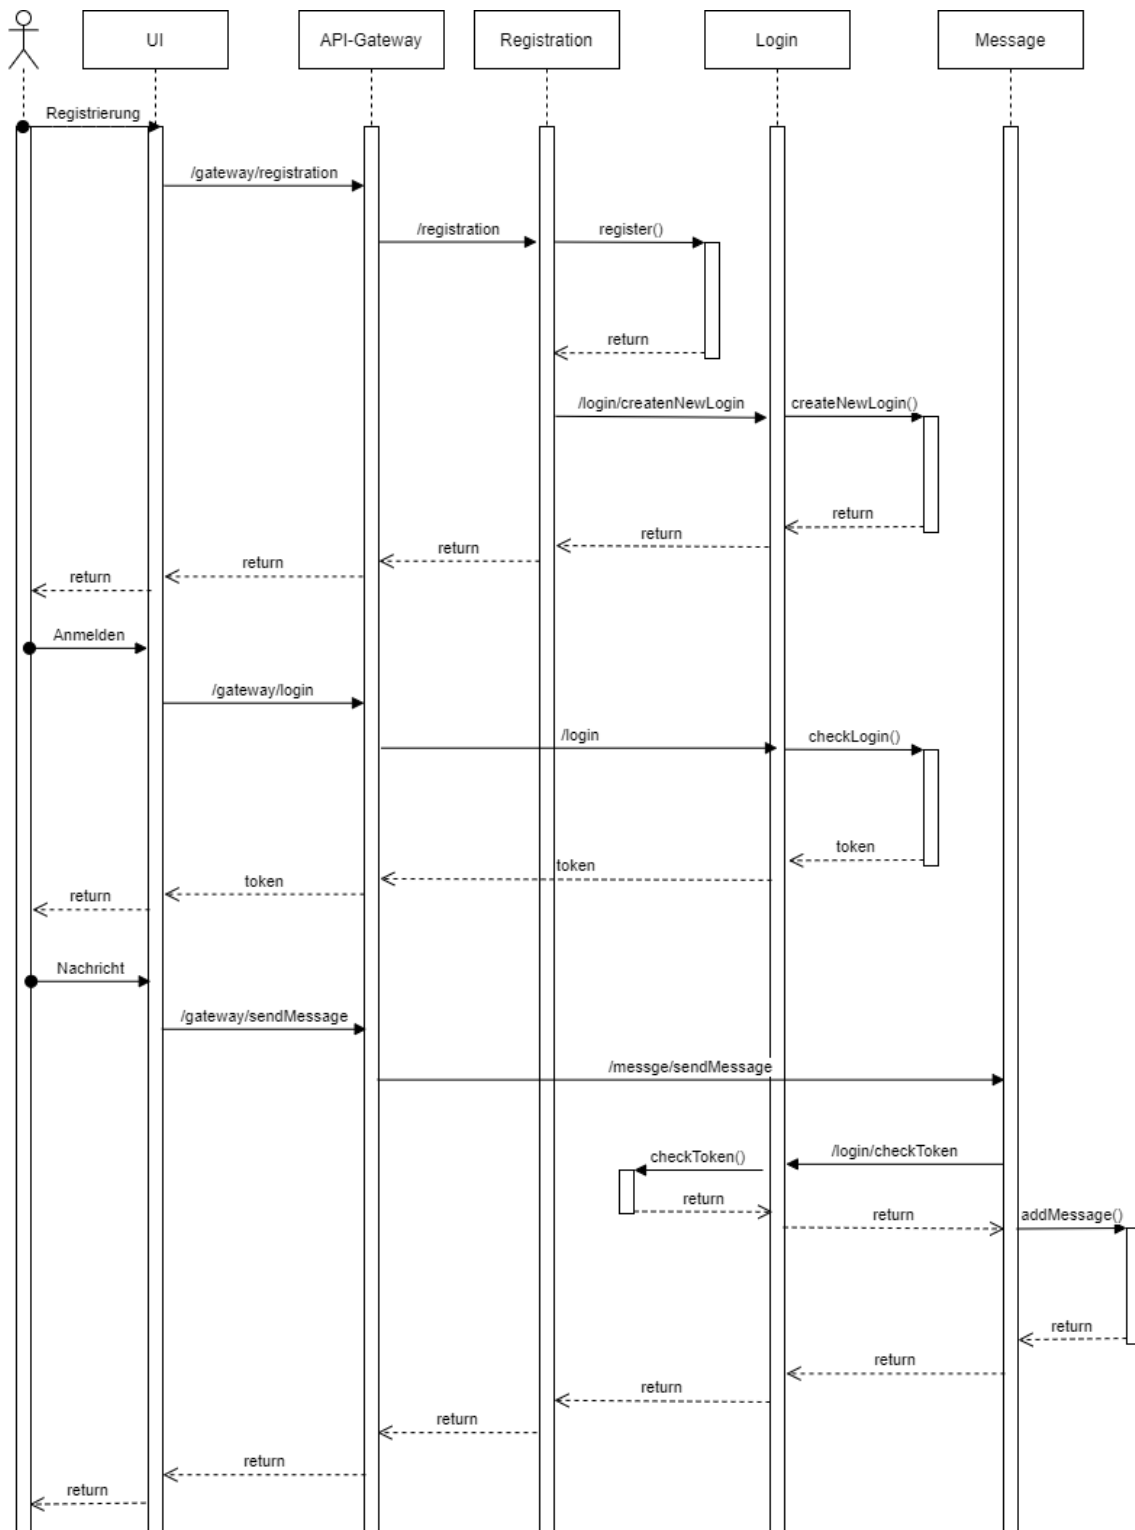 UI
API-Gateway
Registration
Login
Message
Registrierung
/gateway/registration
/registration
register()
return
/login/createnNewLogin
createNewLogin()
return
return
return
return
return
Anmelden
/gateway/login
/login
checkLogin()
token
token
token
return
Nachricht
/gateway/sendMessage
/messge/sendMessage
/login/checkToken
checkToken()
return
return
addMessage()
return
return
return
return
return
return